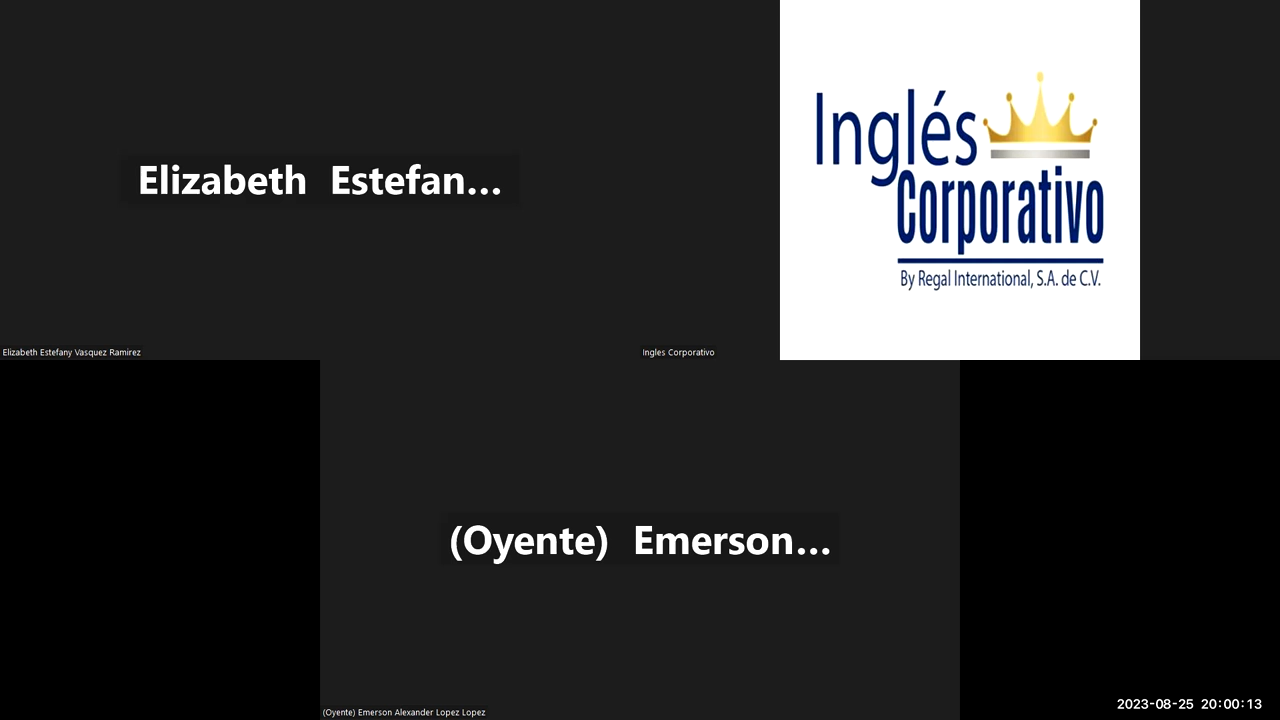 Elizabeth Estefan...
Elizabeth Estefany Vasquez Ramirez
Inglés
Corporativo
By Regal International, S.A. de C.V.
Ingles Corporativo
(Oyente) Emerson...
(Oyente) Emerson Alexander Lopez Lopez
2023-08-25 20:00:13